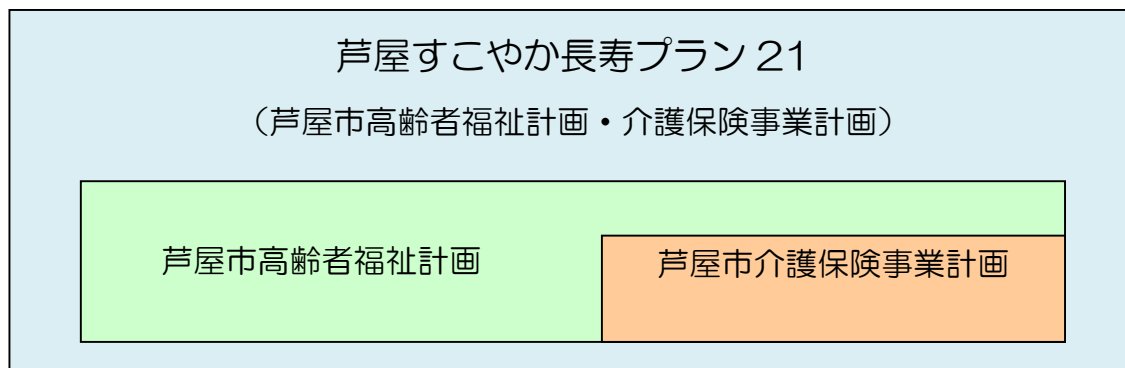 芦屋すこやか長寿プラン 21
（芦屋市高齢者福祉計画・介護保険事業計画）
芦屋市高齢者福祉計画
芦屋市介護保険事業計画